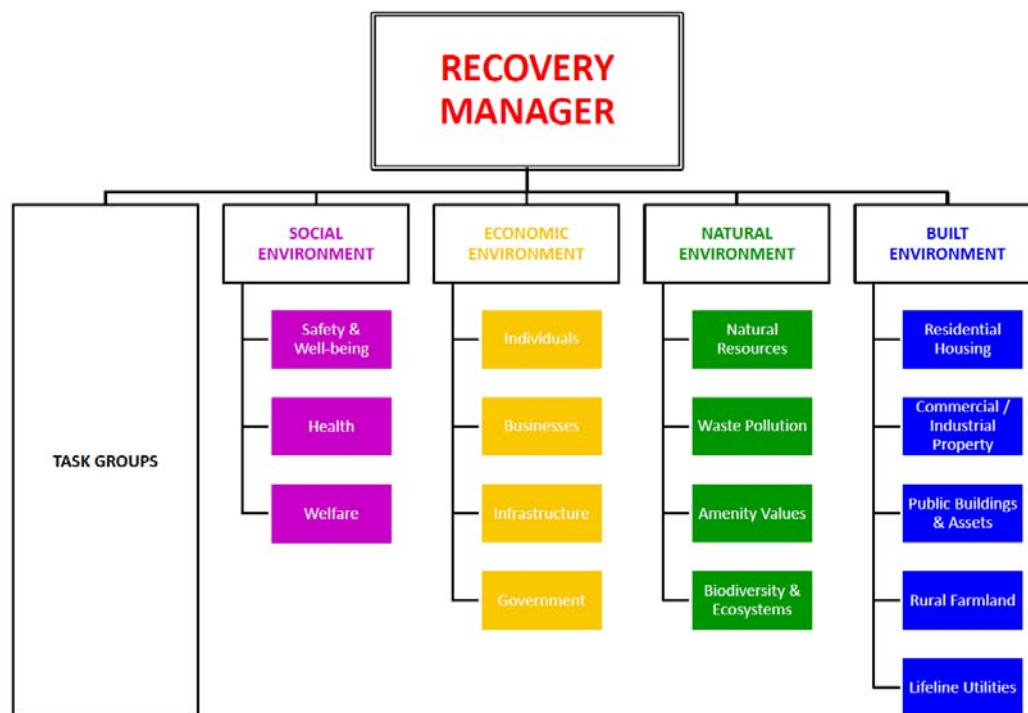 RECOVERY
MANAGER
TASK GROUPS
SOCIAL
ENVIRONMENT
Safety &
Well-being
Health
Welfare
ECONOMIC
ENVIRONMENT
Individuals
Businesses
Infrastructure
Government
NATURAL
ENVIRONMENT
Natural
Resources
Waste Pollution
Amenity Values
Biodiversity &
Ecosystems
BUILT
ENVIRONMENT
Residential
Housing
Commercial /
Industrial
Property
Public Buildings
& Assets
Rural Farmland
Lifeline Utilities